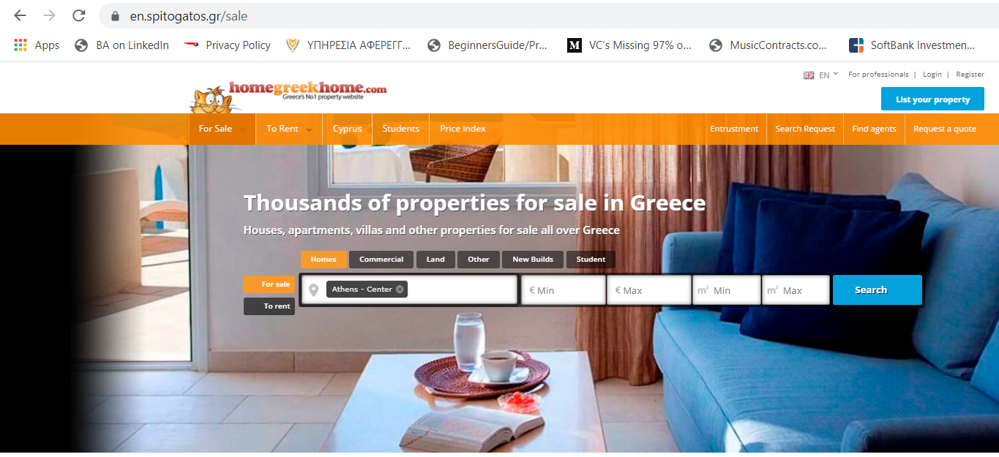 en.spitogatos.gr/sale
Apps BA on LinkedIn Privacy Policy ΥΠΗΡΕΣΙΑ ΑΦΕΡΕΓΓ... BeginnersGuide/Pr... M VC's Missing 97% o... MusicContracts.co... SoftBank Investmen...
EN For professionals | Login | Register
homegreekhome.com
Greece's No1 property website
List your property
For Sale To Rent Cyprus Students Price index Entrustment Search Request Find agents Request a quote
Thousands of properties for sale in Greece
Houses, apartments, villas and other properties for sale all over Greece
Homes Commercial Land Other New Builds Student
For sale Athens - Center € Min € Max m² Min m² Max Search
To rent